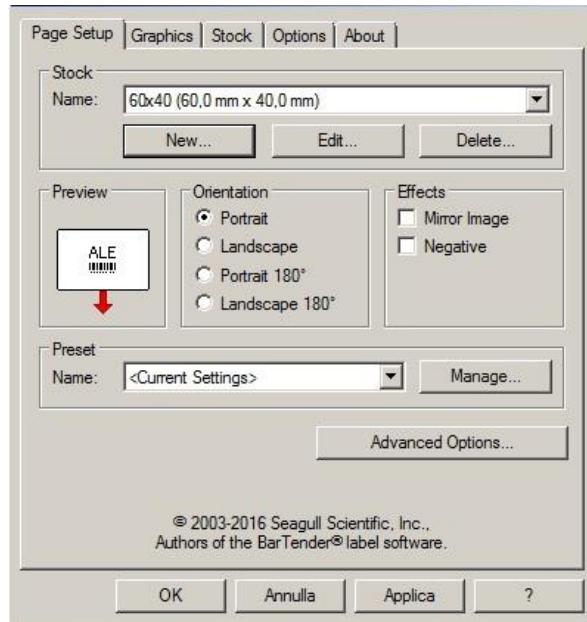 Page Setup Graphics Stock Options About
Stock
Name: 60x40 (60,0 mm x 40,0 mm)
New... Edit... Delete...
Preview Orientation Effects
ALE
Portrait
Landscape
Portrait 180°
Landscape 180°
Mirror Image
Negative
Preset
Name: <Current Settings> Manage...
Advanced Options...
© 2003-2016 Seagull Scientific, Inc.,
Authors of the BarTender® label software.
OK Annulla Applica ?